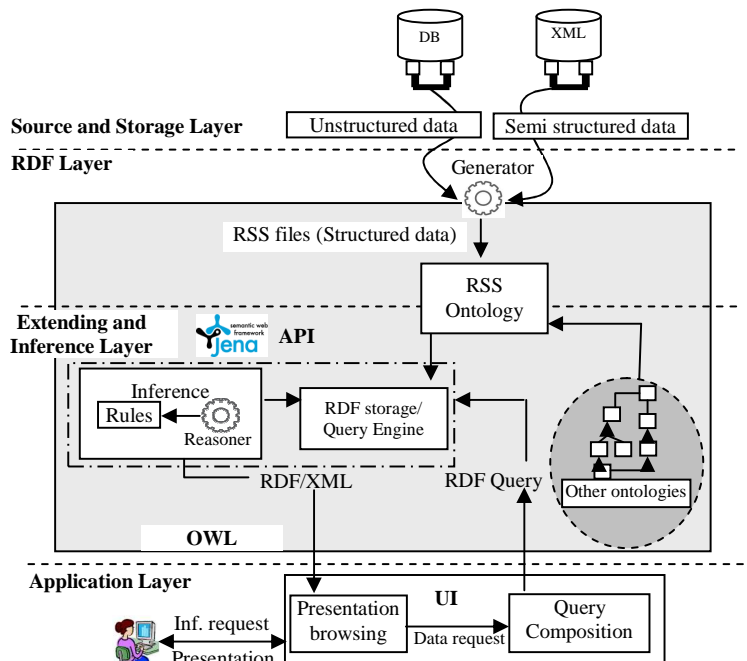 DB
XML
Source and Storage Layer
Unstructured data
Semi structured data
RDF Layer
Generator
RSS files (Structured data)
RSS
Ontology
Extending and
Inference Layer
semantic web
framework
jena
API
Inference
Rules
Reasoner
RDF storage/
Query Engine
RDF/XML
RDF Query
Other ontologies
OWL
Application Layer
UI
Inf. request
Presentation
Presentation
browsing
Data request
Query
Composition